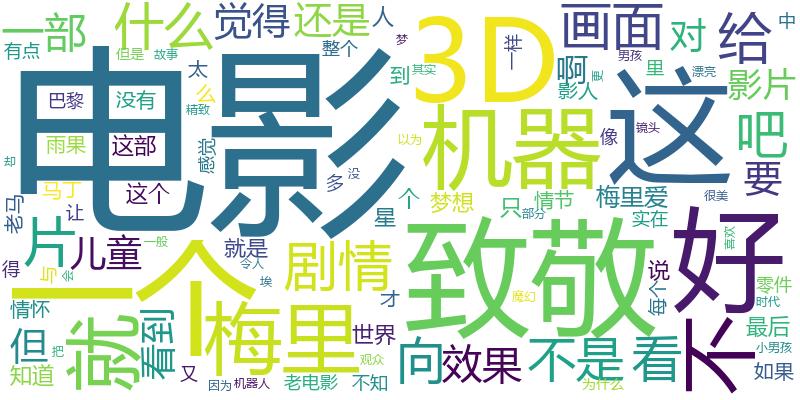 一部
什么
觉得
还是
人
梦
3D
一样
画面
对
给
中
有点
但是
故事
整个
男孩
更
里
漂亮
太
到
其实
啊
影人
影片
电影
巴黎
没有
么
精致
机器
这
吧
雨果
这部
感觉
以为
像
镜头
要
却
这个
多
没
老马
马丁
让
个
梦想
只
部分
情节
梅里爱
实在
很美
喜欢
星
致敬
好
片
儿童
一般
就是
令人
剧情
得
与
会
一个
埃
说
每个
零件
时代
情怀
才
魔幻
但
就
看到
梅里
世界
观众
向
效果
不是
看
不
最后
小男孩
知道
把
又
因为
机器人
老电影
不知
为什么
如果